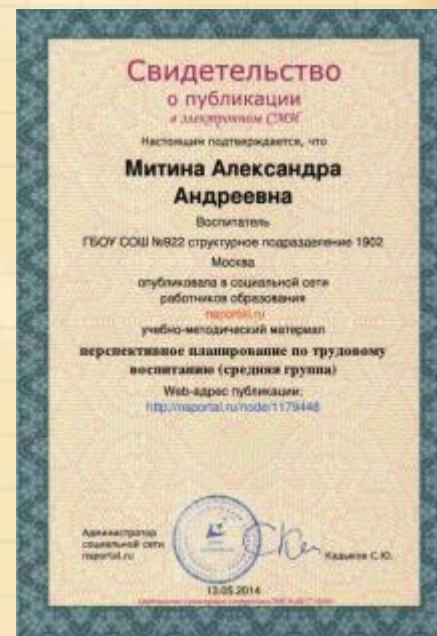 Свидетельство
о публикации
в электронном СМИ
Настоящим подтверждается, что
Митина Александра
Андреевна
Воспитатель
ГБОУ СОШ №922 структурное подразделение 1902
Москва
опубликовала в социальной сети
работников образования
nsportal.ru
учебно-методический материал
перспективное планирование по трудовому
воспитанию (средняя группа)
Web-адрес публикации:
http://nsportal.ru/node/1179448
Администратор
социальной сети
nsportal.ru
Кадыков С.Ю.
13.05.2014